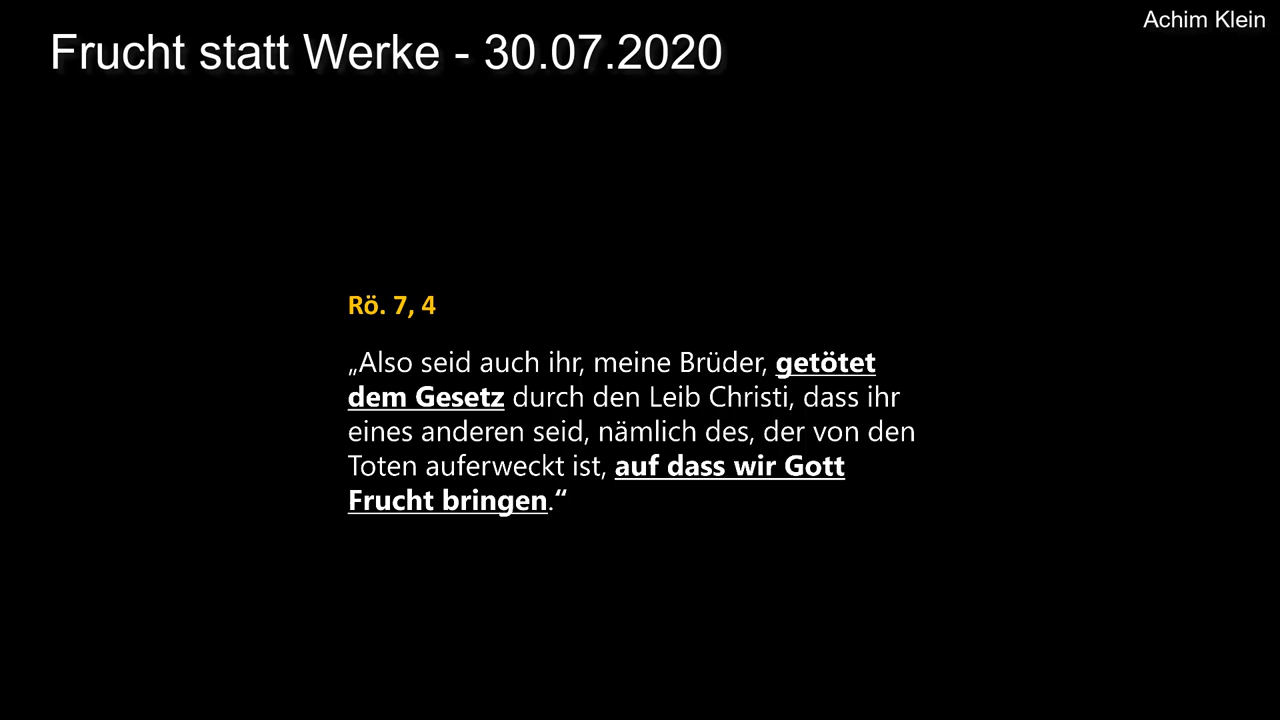 Achim Klein
Frucht statt Werke - 30.07.2020
Rö. 7, 4
„Also seid auch ihr, meine Brüder, getötet
dem Gesetz durch den Leib Christi, dass ihr
eines anderen seid, nämlich des, der von den
Toten auferweckt ist, auf dass wir Gott
Frucht bringen.“